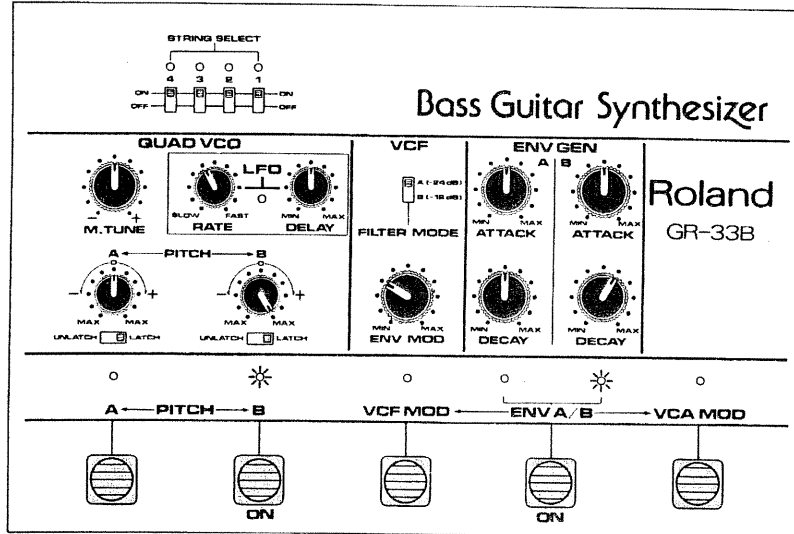 STRING SELECT
4 3 2 1
ON ON
OFF OFF
Bass Guitar Synthesizer
QUAD VCO
VCF
ENV GEN
A B
LFO
A (-24 dB)
B (-18 dB)
Roland
GR-33B
- +
M. TUNE
SLOW FAST
RATE
MIN MAX
DELAY
FILTER MODE
MIN MAX
ATTACK
MIN MAX
ATTACK
A PITCH B
- +
- +
MAX MAX
MAX MAX
UNLATCH LATCH
UNLATCH LATCH
MIN MAX
ENV MOD
MIN MAX
DECAY
MIN MAX
DECAY
A PITCH B
VCF MOD ENV A/B VCA MOD
ON
ON